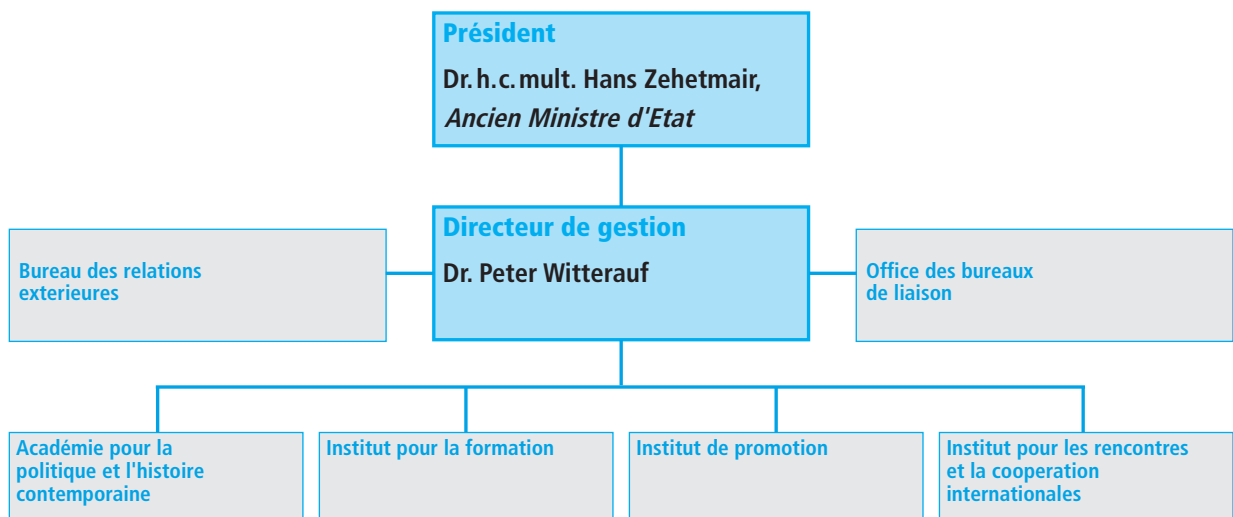 Président
Dr. h.c. mult. Hans Zehetmair,
Ancien Ministre d'Etat
Directeur de gestion
Dr. Peter Witterauf
Bureau des relations
exterieures
Office des bureaux
de liaison
Académie pour la
politique et l'histoire
contemporaine
Institut pour la formation
Institut de promotion
Institut pour les rencontres
et la cooperation
internationales